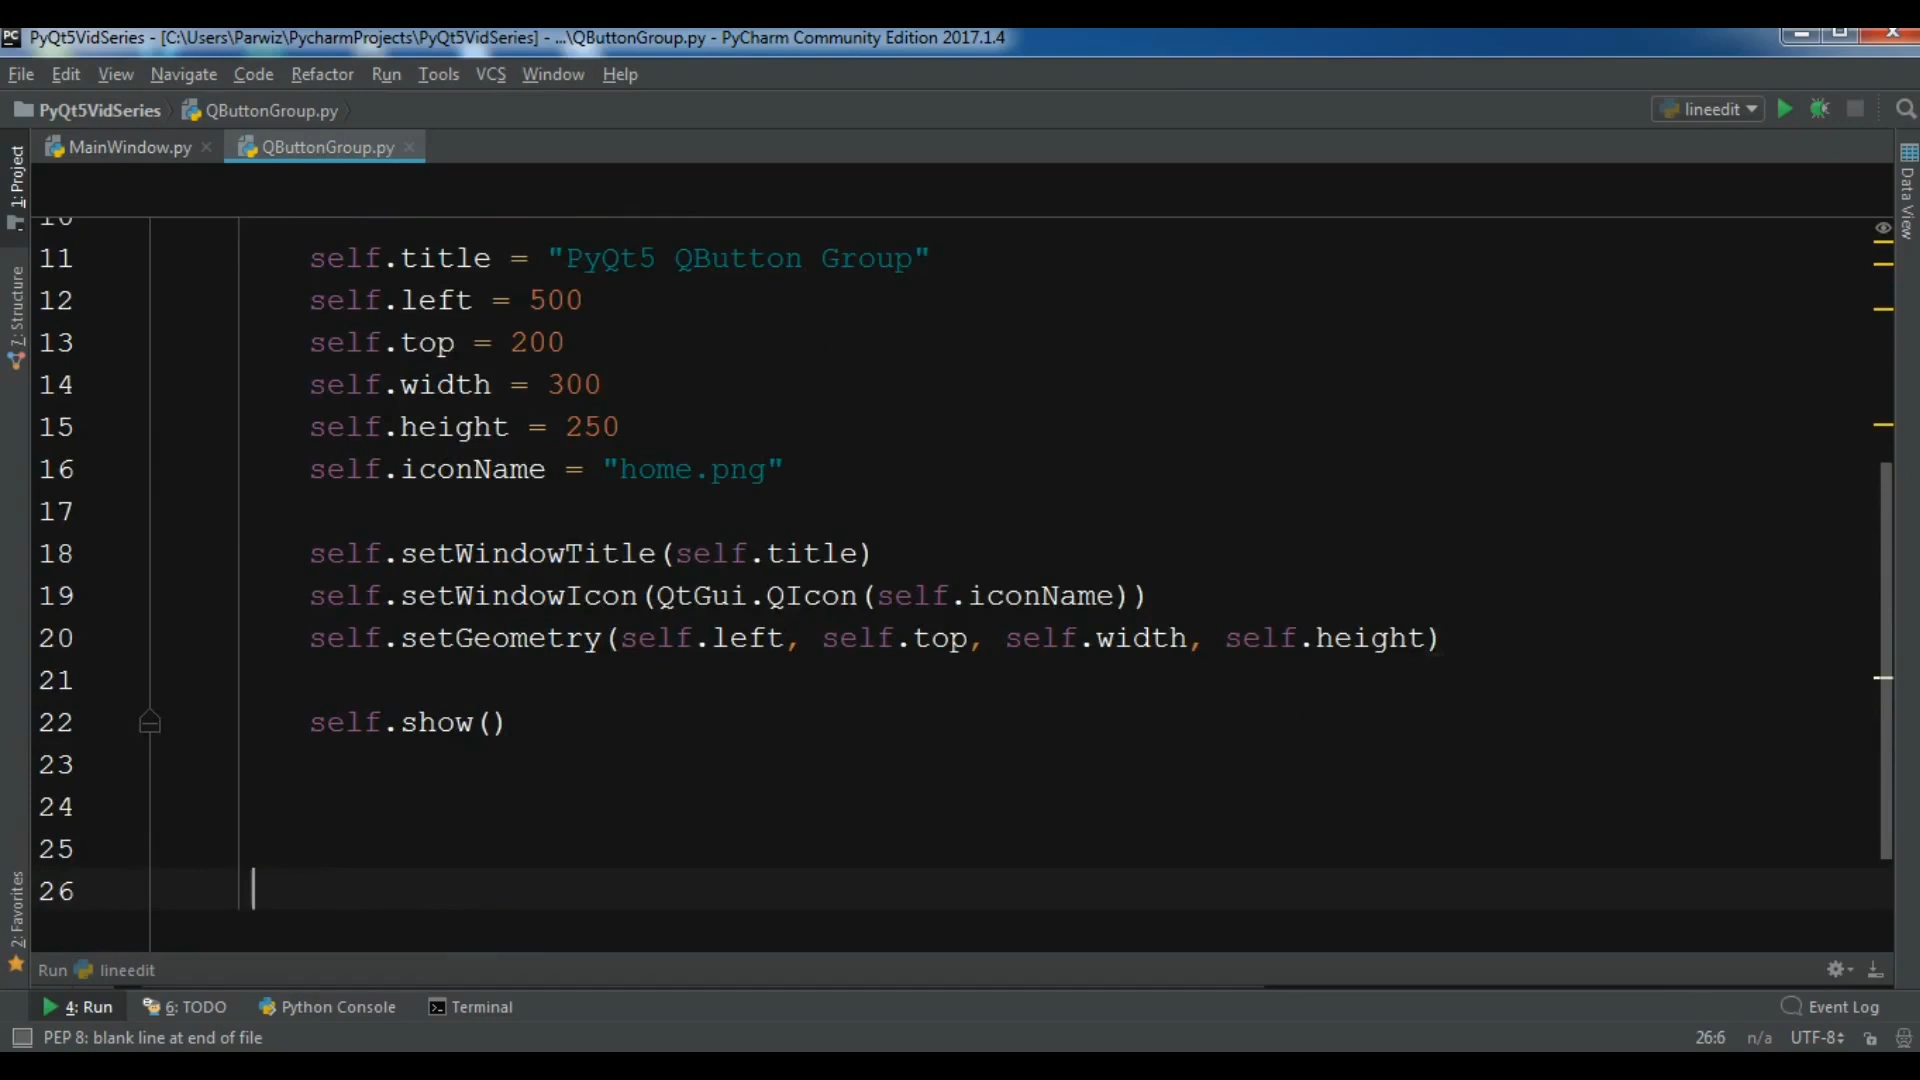 PyQt5VidSeries - [C:\Users\Parwiz\PycharmProjects\PyQt5VidSeries] - ...\QButtonGroup.py - PyCharm Community Edition 2017.1.4
File Edit View Navigate Code Refactor Run Tools VCS Window Help
PyQt5VidSeries QButtonGroup.py lineedit
MainWindow.py QButtonGroup.py
1: Project
7: Structure
2: Favorites
Data View
10
11 self.title = "PyQt5 QButton Group"
12 self.left = 500
13 self.top = 200
14 self.width = 300
15 self.height = 250
16 self.iconName = "home.png"
17
18 self.setWindowTitle(self.title)
19 self.setWindowIcon(QtGui.QIcon(self.iconName))
20 self.setGeometry(self.left, self.top, self.width, self.height)
21
22 self.show()
23
24
25
26
Run lineedit
4: Run 6: TODO Python Console Terminal Event Log
PEP 8: blank line at end of file 26:6 n/a UTF-8